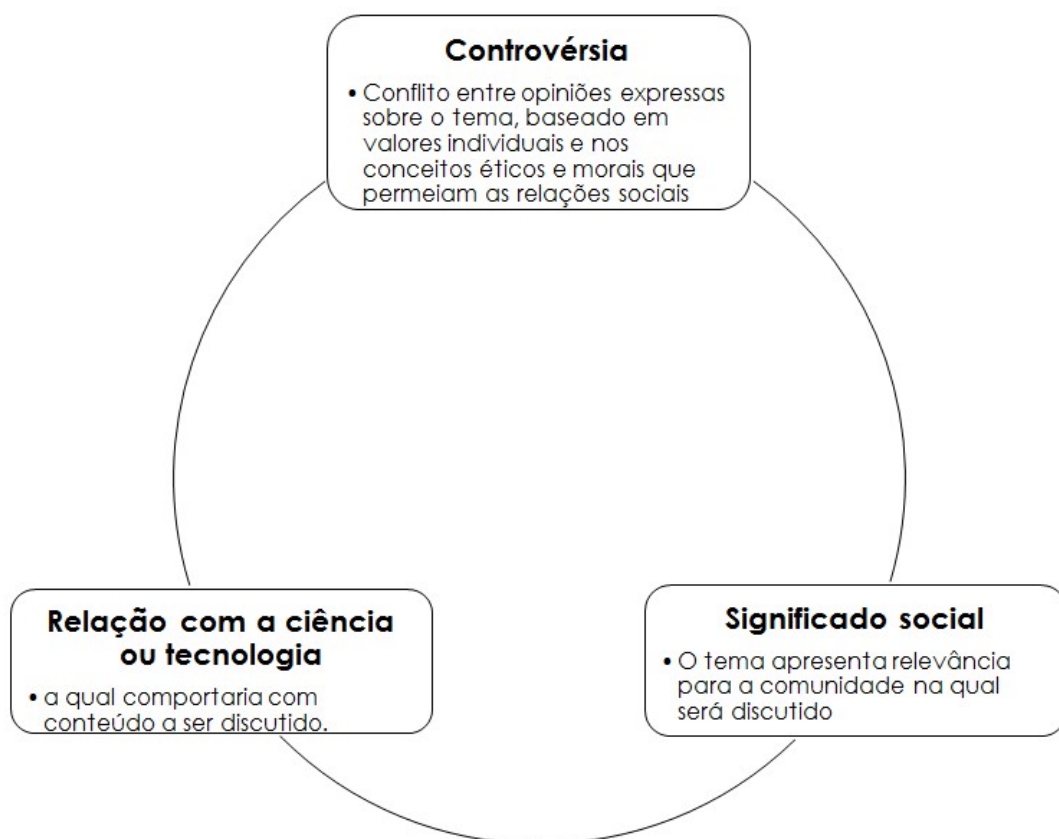 Controvérsia
• Conflito entre opiniões expressas
sobre o tema, baseado em
valores individuais e nos
conceitos éticos e morais que
permeiam as relações sociais
Relação com a ciência
ou tecnologia
• a qual comportaria com
conteúdo a ser discutido.
Significado social
• O tema apresenta relevância
para a comunidade na qual
será discutido